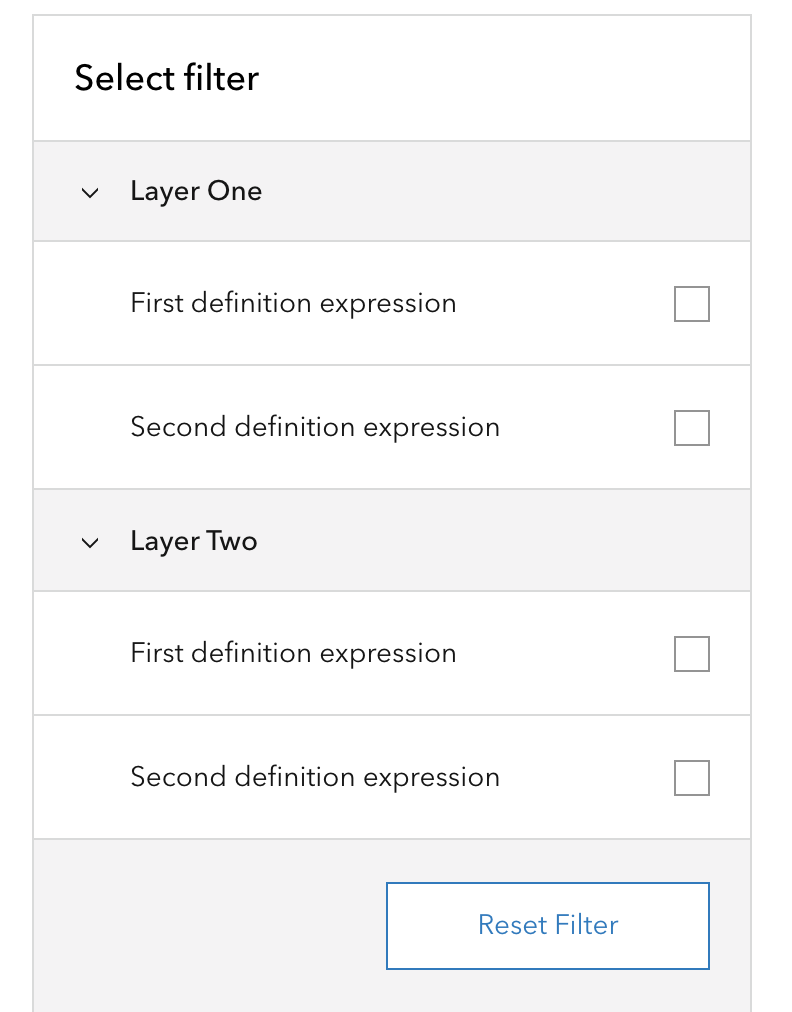 Select filter
Layer One
First definition expression
Second definition expression
Layer Two
First definition expression
Second definition expression
Reset Filter